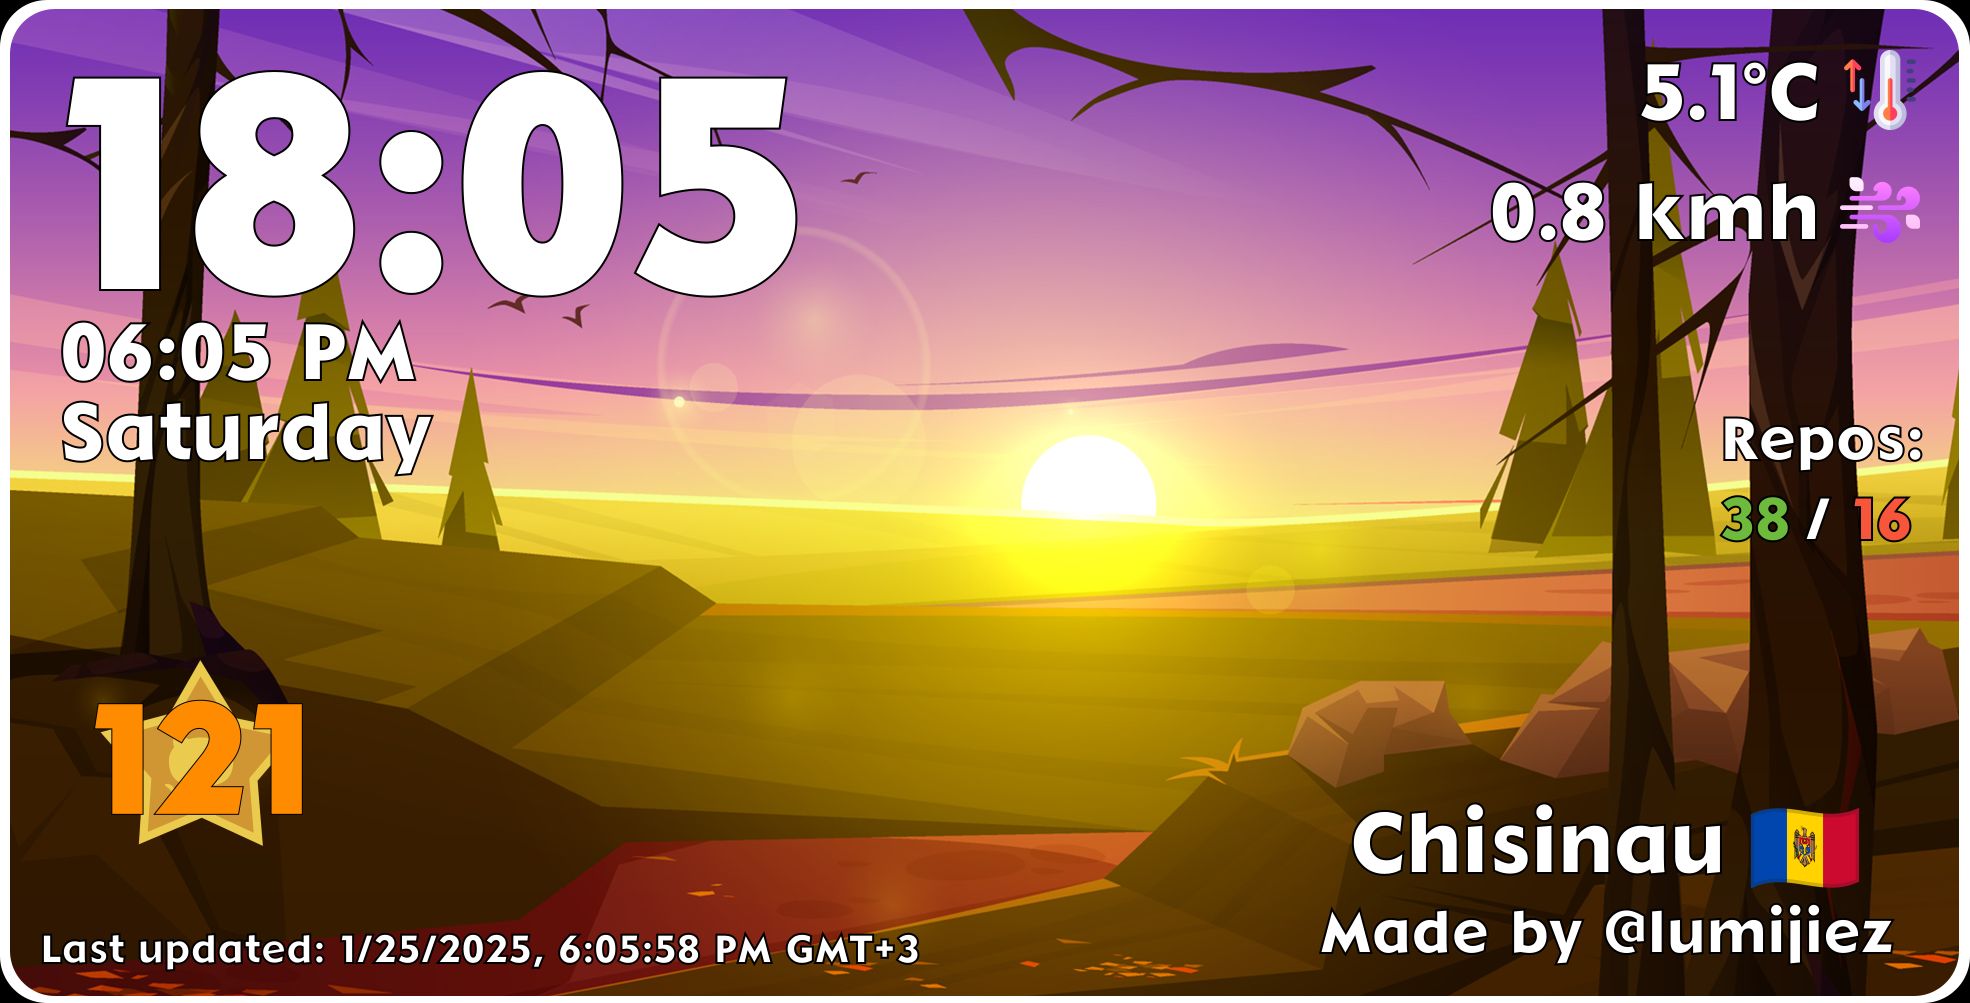 18:05
06:05 PM
Saturday
5.1°C
0.8 kmh
Repos:
38 / 16
121
Chisinau
Made by @lumijiez
Last updated: 1/25/2025, 6:05:58 PM GMT+3